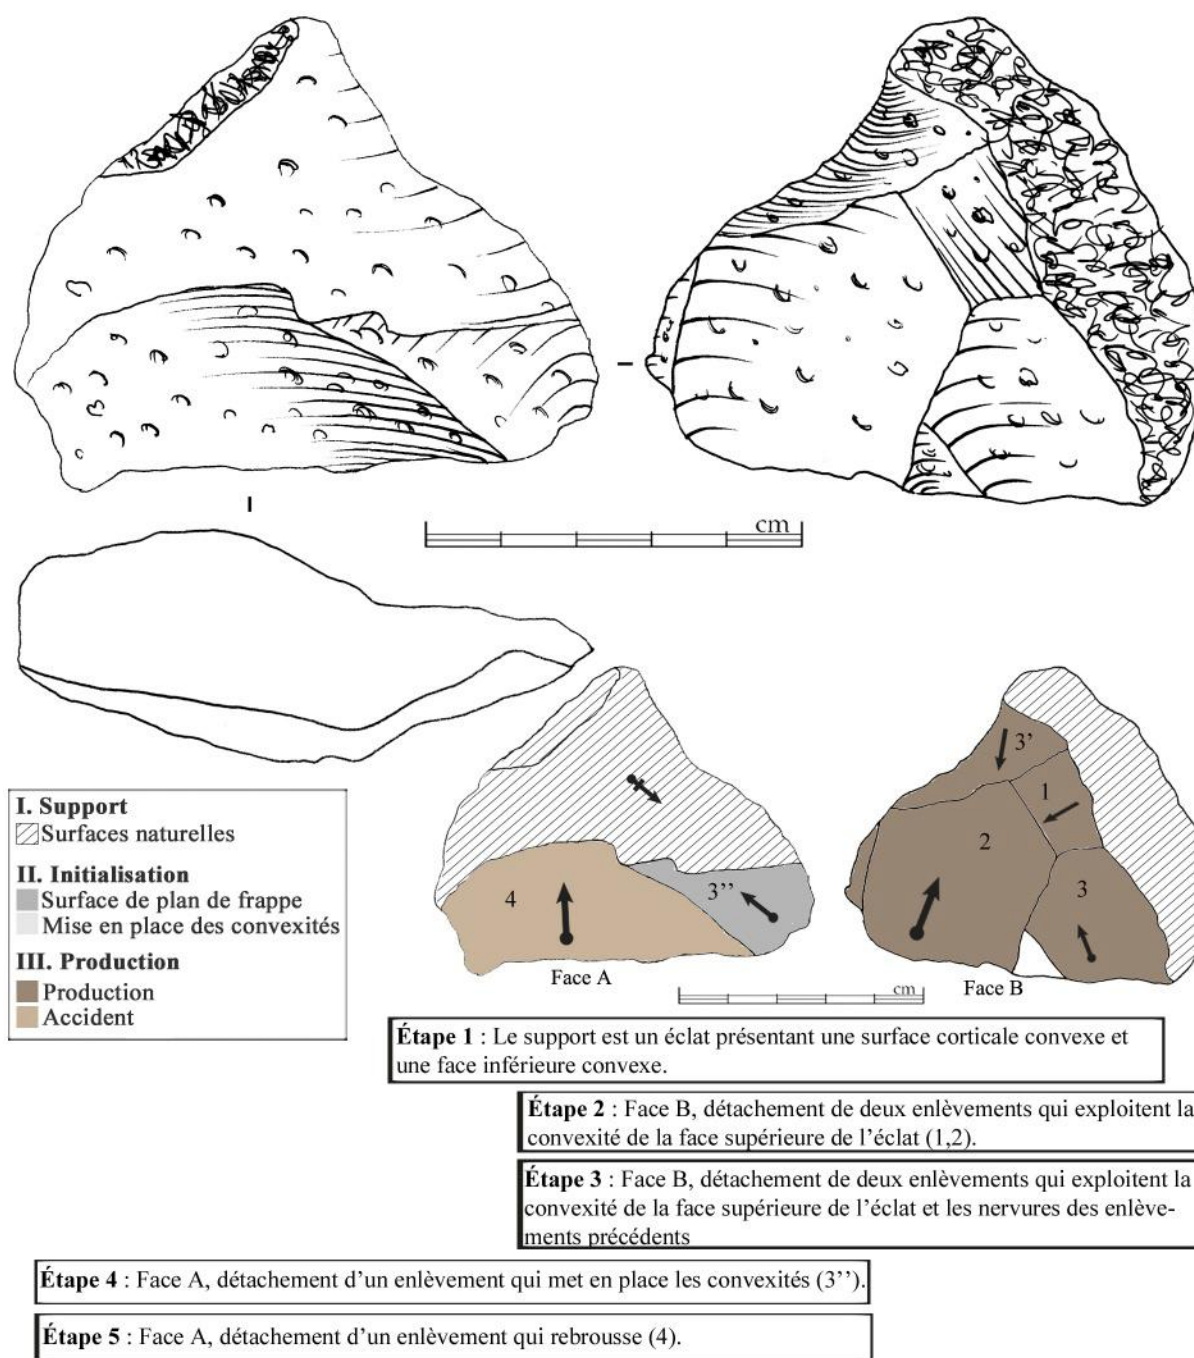 cm
I. Support
Surfaces naturelles
II. Initialisation
Surface de plan de frappe
Mise en place des convexités
III. Production
Production
Accident
4
3’’
Face A
3’
1
2
3
Face B
cm
Étape 1 : Le support est un éclat présentant une surface corticale convexe et
une face inférieure convexe.
Étape 2 : Face B, détachement de deux enlèvements qui exploitent la
convexité de la face supérieure de l’éclat (1,2).
Étape 3 : Face B, détachement de deux enlèvements qui exploitent la
convexité de la face supérieure de l’éclat et les nervures des enlève-
ments précédents
Étape 4 : Face A, détachement d’un enlèvement qui met en place les convexités (3’’).
Étape 5 : Face A, détachement d’un enlèvement qui rebrousse (4).